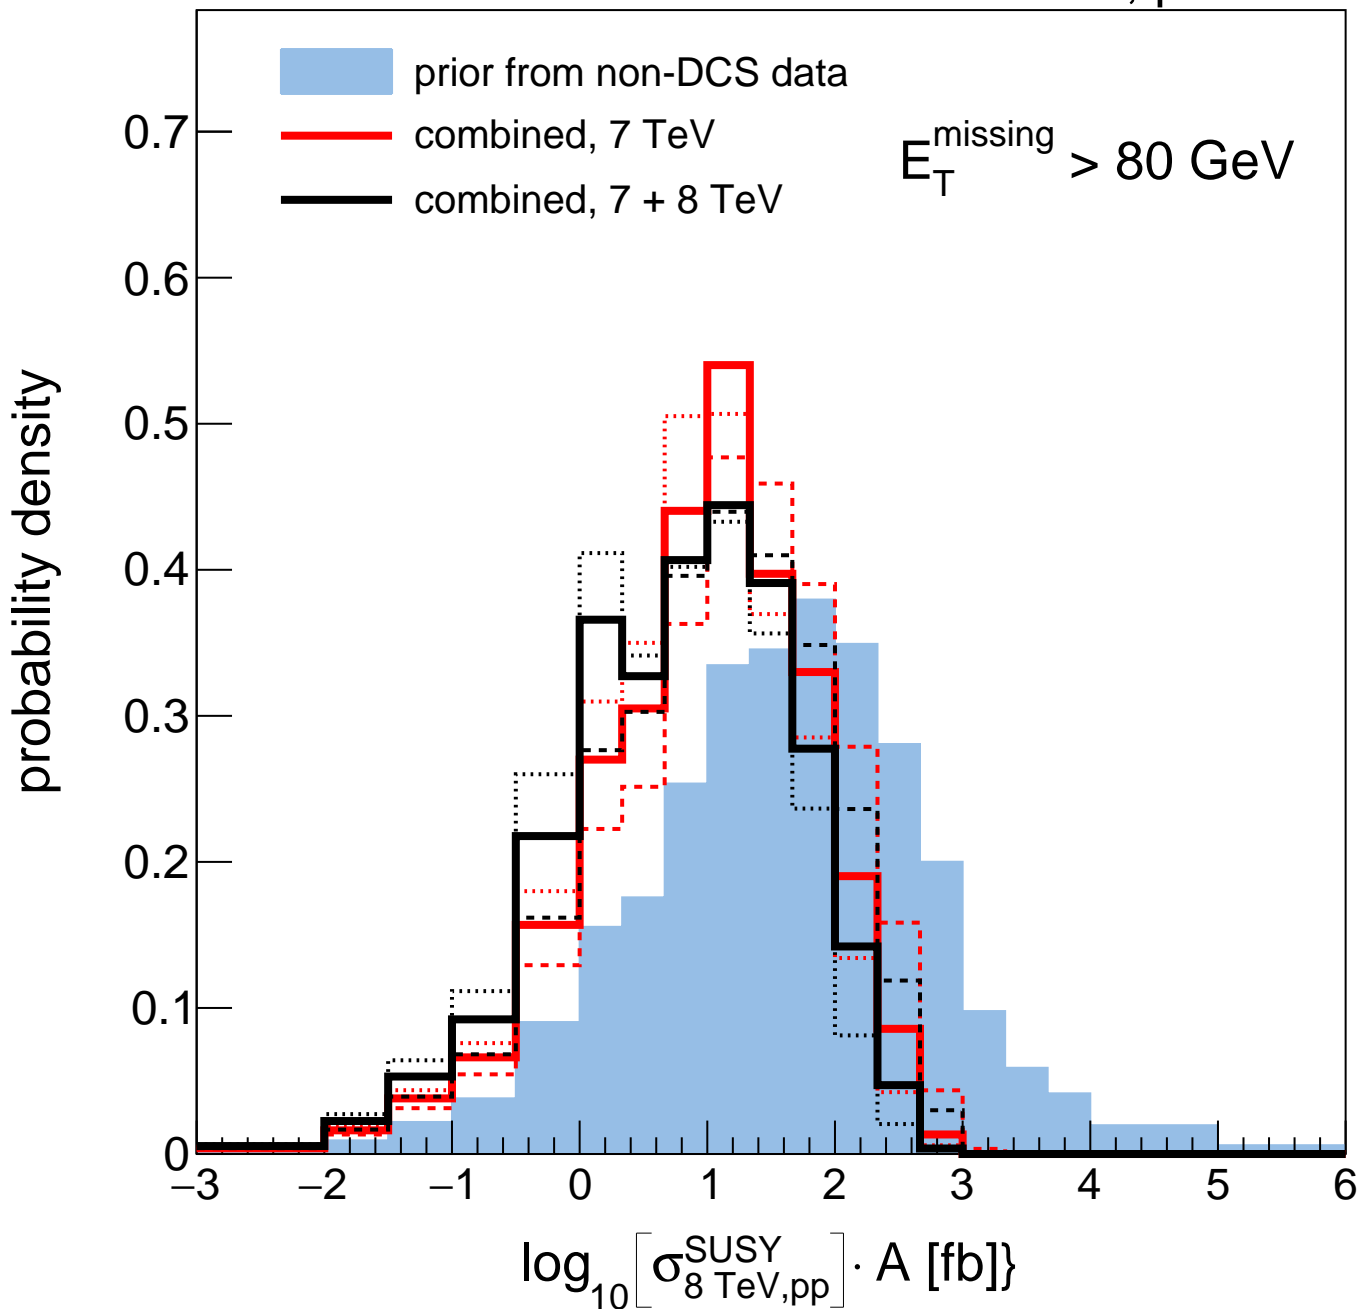 prior from non-DCS data
combined, 7 TeV
combined, 7 + 8 TeV
E_T^missing > 80 GeV
probability density
0.7
0.6
0.5
0.4
0.3
0.2
0.1
0
−3 −2 −1 0 1 2 3 4 5 6
log_10[σ^SUSY_8 TeV,pp] · A [fb]}